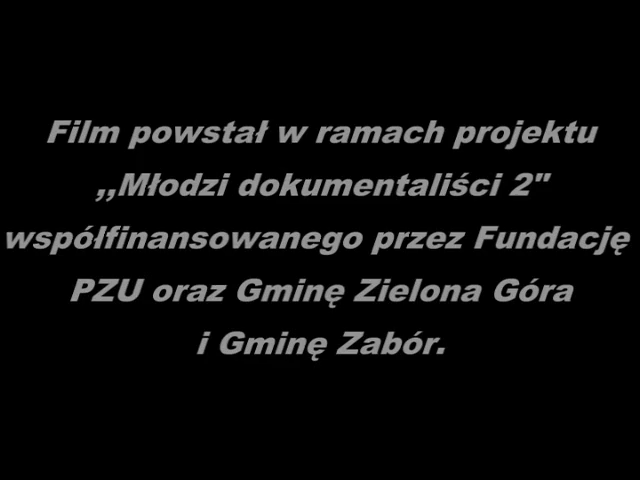 Film powstał w ramach projektu
,,Młodzi dokumentaliści 2"
współfinansowanego przez Fundację
PZU oraz Gminę Zielona Góra
i Gminę Zabór.